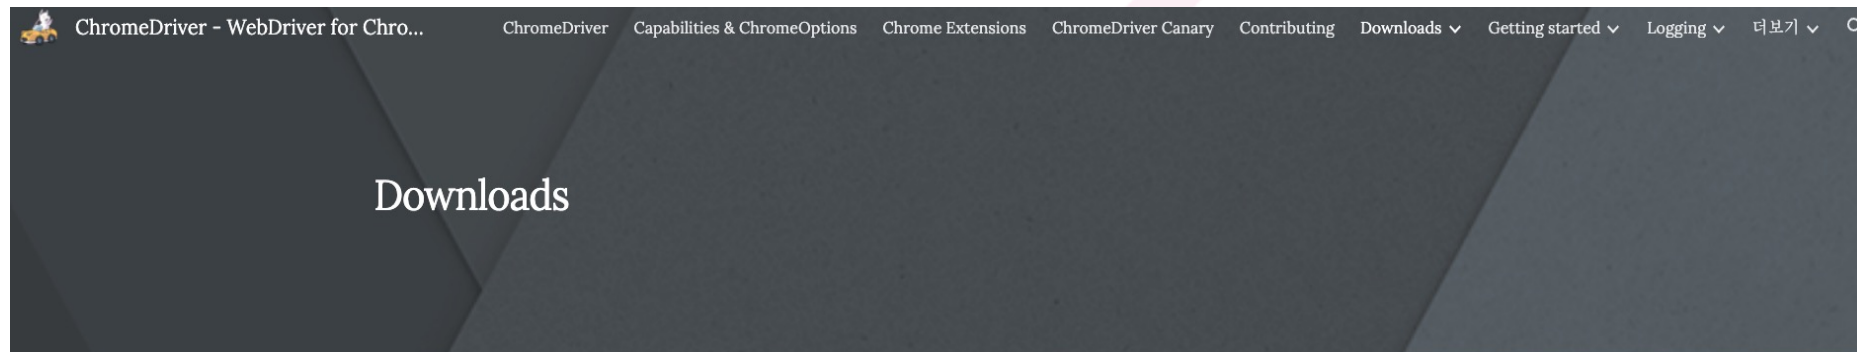 ChromeDriver - WebDriver for Chro... ChromeDriver Capabilities & ChromeOptions Chrome Extensions ChromeDriver Canary Contributing Downloads Getting started Logging 더보기
Downloads